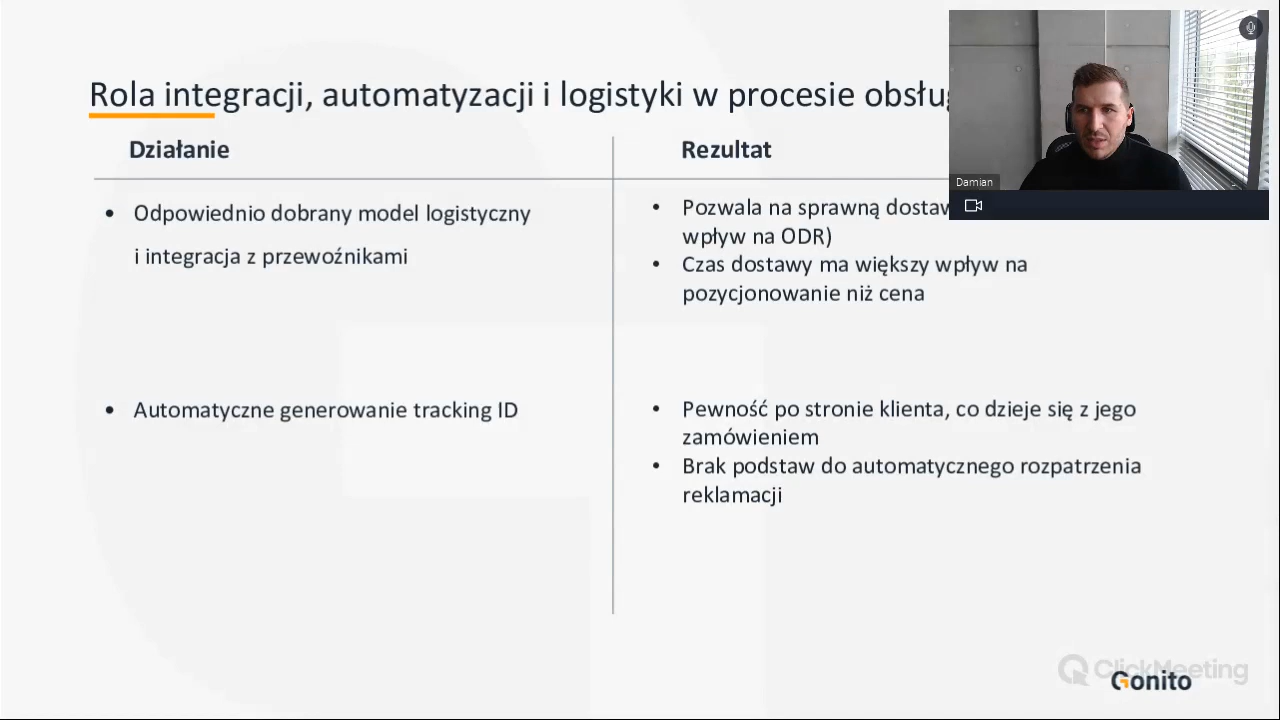 Rola integracji, automatyzacji i logistyki w procesie
Działanie
Rezultat
• Odpowiednio dobrany model logistyczny
i integracja z przewoźnikami
• Pozwala na sprawną
wpływ na ODR)
• Czas dostawy ma większy wpływ na
pozycjonowanie niż cena
• Automatyczne generowanie tracking ID
• Pewność po stronie klienta, co dzieje się z jego
zamówieniem
• Brak podstaw do automatycznego rozpatrzenia
reklamacji
Damian
ClickMeeting
Gonito